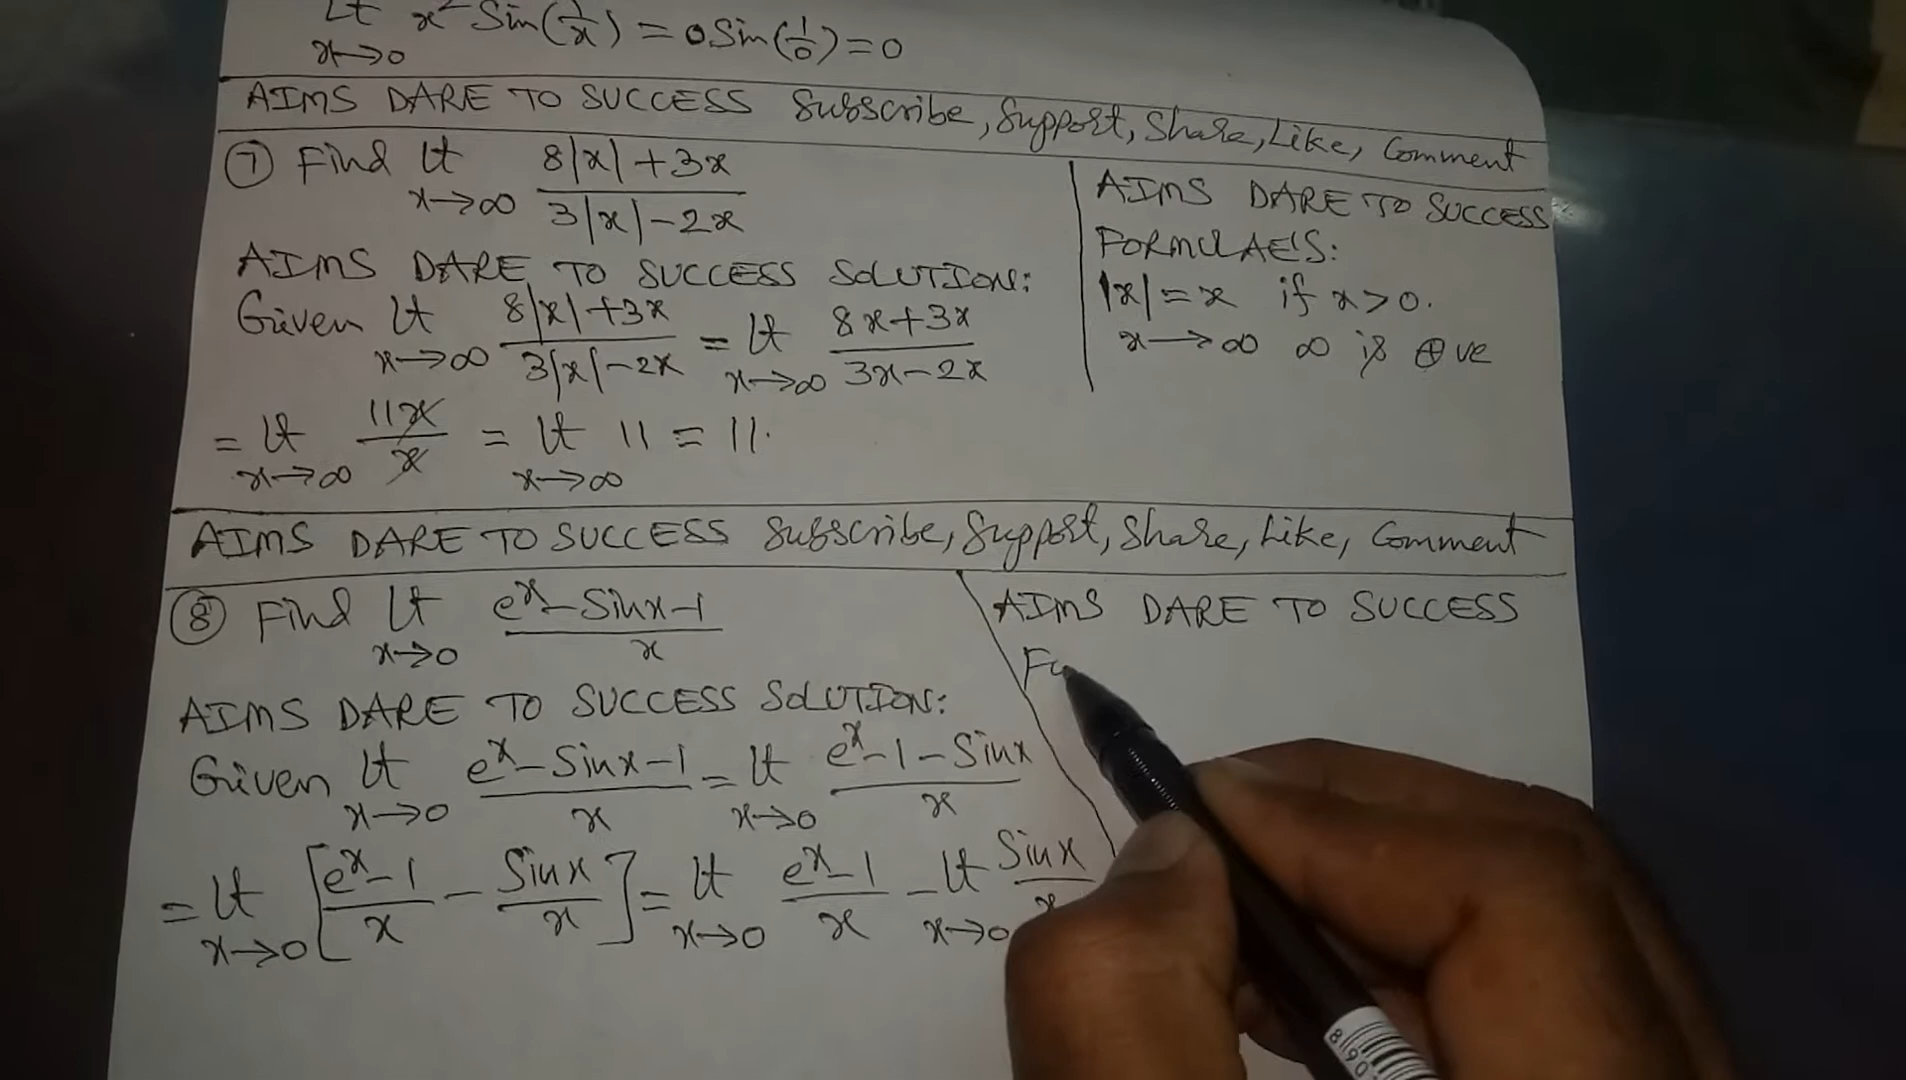 Lt x² Sin(1/x) = 0 Sin(1/0) = 0
x→0
AIMS DARE TO SUCCESS Subscribe, Support, Share, Like, Comment
⑦ Find lt 8|x|+3x
x→∞ 3|x|-2x
AIMS DARE TO SUCCESS SOLUTION:
Given lt 8|x|+3x = lt 8x+3x
x→∞ 3|x|-2x x→∞ 3x-2x
= lt 11x = lt 11 = 11.
x→∞ x x→∞
AIMS DARE TO SUCCESS
FORMULAE'S:
|x| = x if x>0.
x→∞ ∞ is ⊕ve
AIMS DARE TO SUCCESS Subscribe, Support, Share, Like, Comment
⑧ Find Lt eˣ-Sinx-1
x→0 x
AIMS DARE TO SUCCESS SOLUTION:
Given lt eˣ-Sinx-1 = lt eˣ-1-Sinx
x→0 x x→0 x
= lt [eˣ-1 - Sinx] = lt eˣ-1 - lt Sinx
x→0 x x x→0 x x→0 x
AIMS DARE TO SUCCESS
Fo
8190